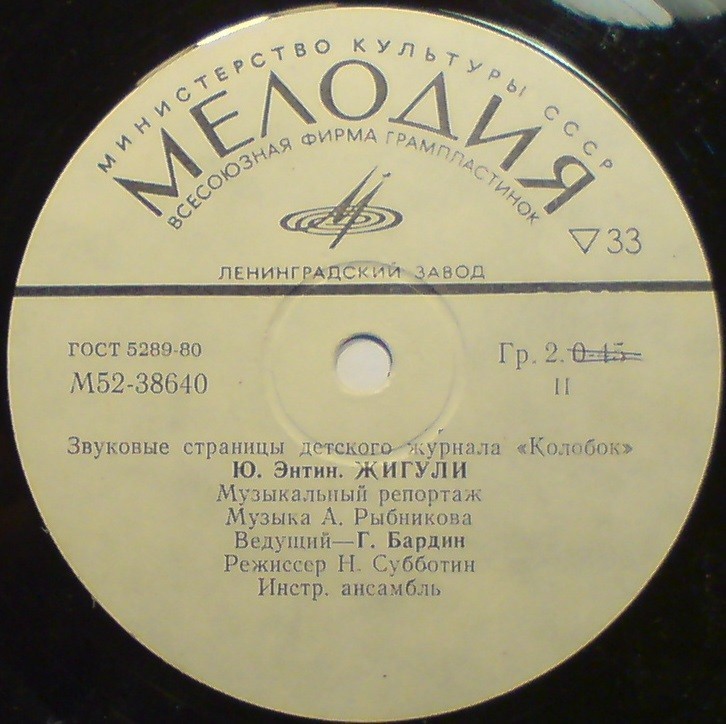 МИНИСТЕРСТВО КУЛЬТУРЫ СССР
МЕЛОДИЯ
ВСЕСОЮЗНАЯ ФИРМА ГРАМПЛАСТИНОК
▽33
ЛЕНИНГРАДСКИЙ ЗАВОД
ГОСТ 5289-80
Гр. 2. 0-45
М52-38640
II
Звуковые страницы детского журнала «Колобок»
Ю. Энтин. ЖИГУЛИ
Музыкальный репортаж
Музыка А. Рыбникова
Ведущий—Г. Бардин
Режиссер Н. Субботин
Инстр. ансамбль